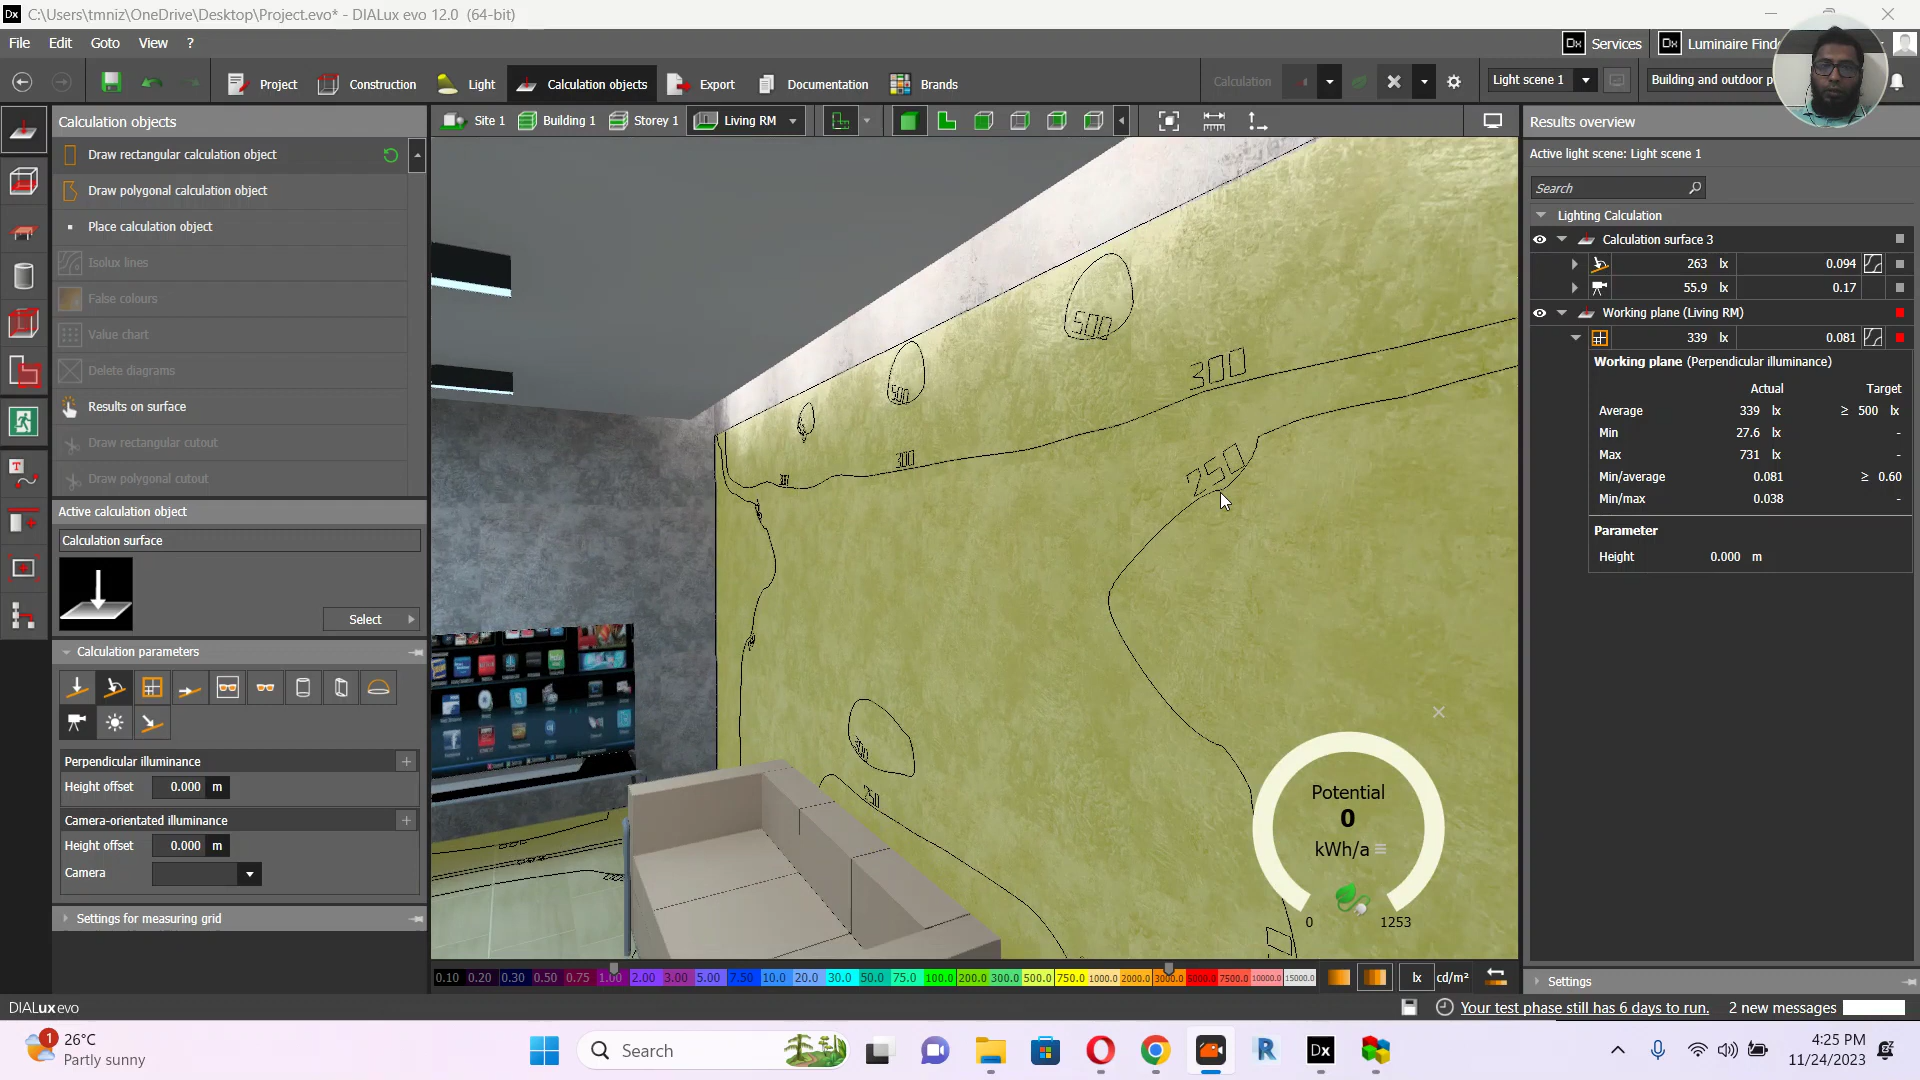 C:\Users\tmniz\OneDrive\Desktop\Project.evo* - DIALux evo 12.0 (64-bit)
File Edit Goto View ?
Services Luminaire Find
Project Construction Light Calculation objects Export Documentation Brands Calculation Light scene 1 Building and outdoor p
Calculation objects
Site 1 Building 1 Storey 1 Living RM
Draw rectangular calculation object
Draw polygonal calculation object
Place calculation object
Isolux lines
False colours
Value chart
Delete diagrams
Results on surface
Draw rectangular cutout
Draw polygonal cutout
Active calculation object
Calculation surface
Select
Calculation parameters
Perpendicular illuminance
Height offset 0.000 m
Camera-orientated illuminance
Height offset 0.000 m
Camera
Settings for measuring grid
500
500
300
300
250
250
Potential
0
kWh/a
0 1253
0.10 0.20 0.30 0.50 0.75 1.00 2.00 3.00 5.00 7.50 10.0 20.0 30.0 50.0 75.0 100.0 200.0 300.0 500.0 750.0 1000.0 2000.0 3000.0 5000.0 7500.0 10000.0 15000.0 lx cd/m²
Results overview
Active light scene: Light scene 1
Search
Lighting Calculation
Calculation surface 3
263 lx 0.094
55.9 lx 0.17
Working plane (Living RM)
339 lx 0.081
Working plane (Perpendicular illuminance)
Actual Target
Average 339 lx ≥ 500 lx
Min 27.6 lx -
Max 731 lx -
Min/average 0.081 ≥ 0.60
Min/max 0.038 -
Parameter
Height 0.000 m
Settings
DIALux evo
Your test phase still has 6 days to run. 2 new messages
1
26°C
Partly sunny
Search
4:25 PM
11/24/2023